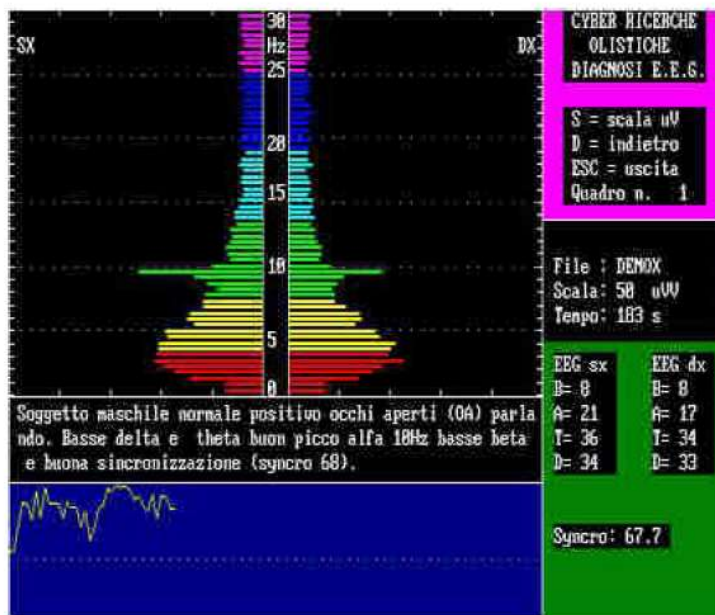 SX
DX
30
Hz
25
20
15
10
5
0
CYBER RICERCHE
OLISTICHE
DIAGNOSI E.E.G.
S = scala uV
D = indietro
ESC = uscita
Quadro n. 1
File : DEMOX
Scala: 50 uVV
Tempo: 183 s
EEG sx
B= 8
A= 21
T= 36
D= 34
EEG dx
B= 8
A= 17
T= 34
D= 33
Syncro: 67.7
Soggetto maschile normale positivo occhi aperti (OA) parla
ndo. Basse delta e theta buon picco alfa 10Hz basse beta
e buona sincronizzazione (syncro 68).